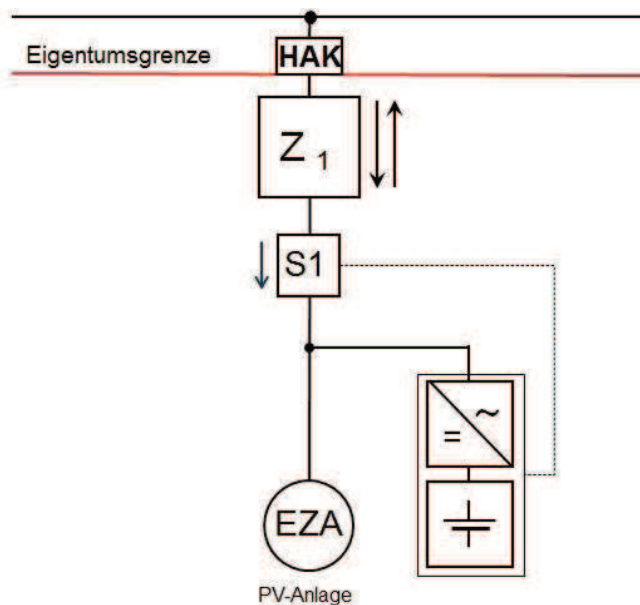 Eigentumsgrenze
HAK
Z 1
S1
~
=
EZA
PV-Anlage